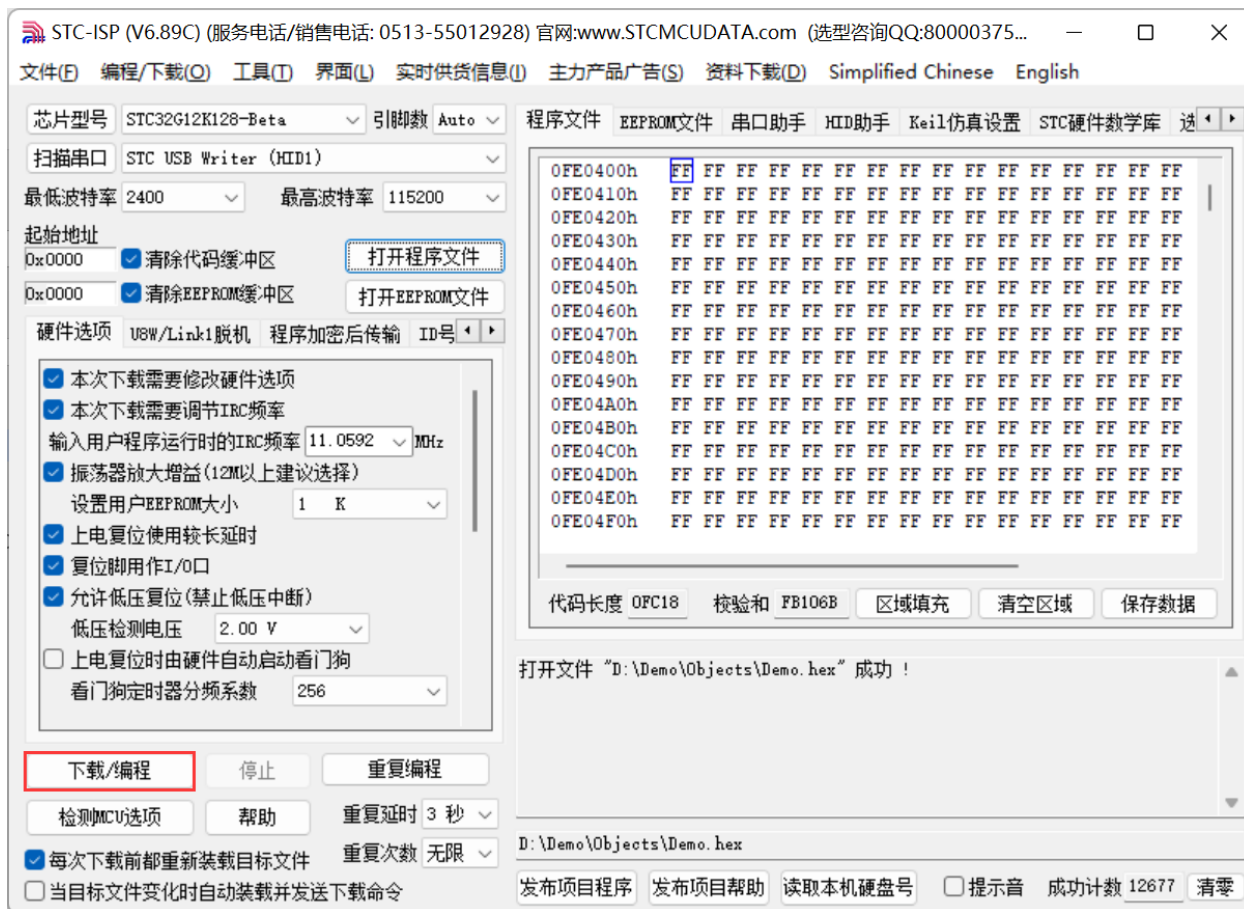 STC-ISP (V6.89C) (服务电话/销售电话: 0513-55012928) 官网:www.STCMCUDATA.com (选型咨询QQ:80000375...
文件(F) 编程/下载(O) 工具(T) 界面(L) 实时供货信息(I) 主力产品广告(S) 资料下载(D) Simplified Chinese English
芯片型号 STC32G12K128-Beta 引脚数 Auto
扫描串口 STC USB Writer (HID1)
最低波特率 2400 最高波特率 115200
起始地址
0x0000 清除代码缓冲区 打开程序文件
0x0000 清除EEPROM缓冲区 打开EEPROM文件
硬件选项 U8W/Link1脱机 程序加密后传输 ID号
本次下载需要修改硬件选项
本次下载需要调节IRC频率
输入用户程序运行时的IRC频率 11.0592 MHz
振荡器放大增益(12M以上建议选择)
设置用户EEPROM大小 1 K
上电复位使用较长延时
复位脚用作I/O口
允许低压复位(禁止低压中断)
低压检测电压 2.00 V
上电复位时由硬件自动启动看门狗
看门狗定时器分频系数 256
下载/编程 停止 重复编程
检测MCU选项 帮助 重复延时 3 秒
每次下载前都重新装载目标文件 重复次数 无限
当目标文件变化时自动装载并发送下载命令
程序文件 EEPROM文件 串口助手 HID助手 Keil仿真设置 STC硬件数学库 选
0FE0400h FF FF FF FF FF FF FF FF FF FF FF FF FF FF FF FF
0FE0410h FF FF FF FF FF FF FF FF FF FF FF FF FF FF FF FF
0FE0420h FF FF FF FF FF FF FF FF FF FF FF FF FF FF FF FF
0FE0430h FF FF FF FF FF FF FF FF FF FF FF FF FF FF FF FF
0FE0440h FF FF FF FF FF FF FF FF FF FF FF FF FF FF FF FF
0FE0450h FF FF FF FF FF FF FF FF FF FF FF FF FF FF FF FF
0FE0460h FF FF FF FF FF FF FF FF FF FF FF FF FF FF FF FF
0FE0470h FF FF FF FF FF FF FF FF FF FF FF FF FF FF FF FF
0FE0480h FF FF FF FF FF FF FF FF FF FF FF FF FF FF FF FF
0FE0490h FF FF FF FF FF FF FF FF FF FF FF FF FF FF FF FF
0FE04A0h FF FF FF FF FF FF FF FF FF FF FF FF FF FF FF FF
0FE04B0h FF FF FF FF FF FF FF FF FF FF FF FF FF FF FF FF
0FE04C0h FF FF FF FF FF FF FF FF FF FF FF FF FF FF FF FF
0FE04D0h FF FF FF FF FF FF FF FF FF FF FF FF FF FF FF FF
0FE04E0h FF FF FF FF FF FF FF FF FF FF FF FF FF FF FF FF
0FE04F0h FF FF FF FF FF FF FF FF FF FF FF FF FF FF FF FF
代码长度 0FC18 校验和 FB106B 区域填充 清空区域 保存数据
打开文件 "D:\Demo\Objects\Demo.hex" 成功 !
D:\Demo\Objects\Demo.hex
发布项目程序 发布项目帮助 读取本机硬盘号 提示音 成功计数 12677 清零